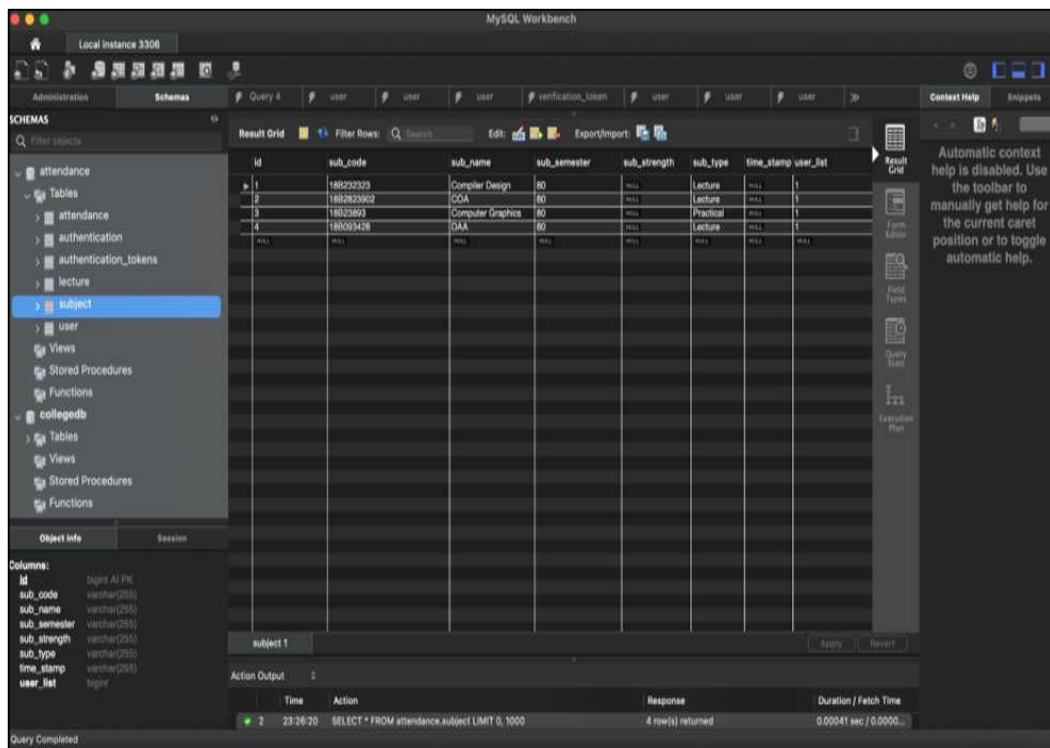 MySQL Workbench
Local instance 3306
Administration Schemas Query 4 user user user verification_token user user user Context Help Snippets
SCHEMAS
Filter objects
attendance
Tables
attendance
authentication
authentication_tokens
lecture
subject
user
Views
Stored Procedures
Functions
collegedb
Tables
Views
Stored Procedures
Functions
Object Info Session
Columns:
id bigint AI PK
sub_code varchar(255)
sub_name varchar(255)
sub_semester varchar(255)
sub_strength varchar(255)
sub_type varchar(255)
time_stamp varchar(255)
user_list bigint
Query Completed
Result Grid Filter Rows: Search Edit: Export/Import:
id sub_code sub_name sub_semester sub_strength sub_type time_stamp user_list
1 18B232323 Compiler Design 80 NULL Lecture NULL 1
2 18B2823902 COA 80 NULL Lecture NULL 1
3 18B23893 Computer Graphics 80 NULL Practical NULL 1
4 18B093428 DAA 80 NULL Lecture NULL 1
NULL NULL NULL NULL NULL NULL NULL NULL
Result
Grid
Form
Editor
Field
Types
Query
Stats
Execution
Plan
Automatic context
help is disabled. Use
the toolbar to
manually get help for
the current caret
position or to toggle
automatic help.
subject 1 Apply Revert
Action Output
Time Action Response Duration / Fetch Time
2 23:26:20 SELECT * FROM attendance.subject LIMIT 0, 1000 4 row(s) returned 0.00041 sec / 0.0000...